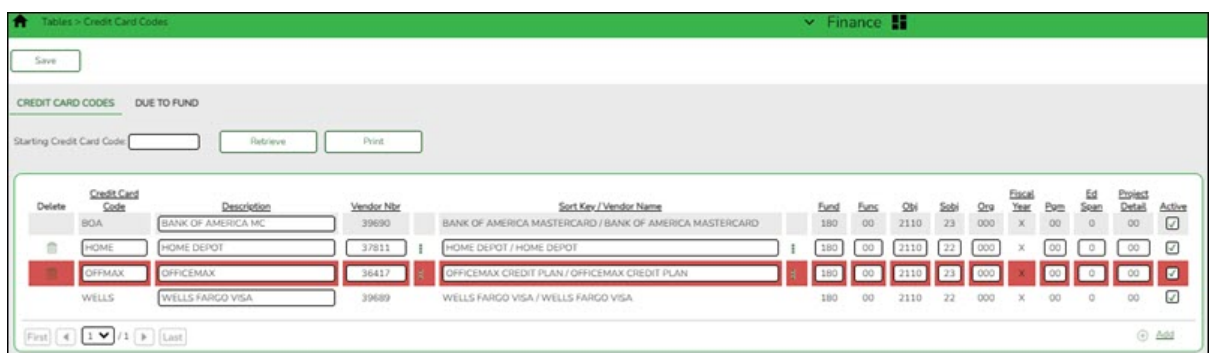 Tables > Credit Card Codes Finance
Save
CREDIT CARD CODES DUE TO FUND
Starting Credit Card Code: Retrieve Print
Delete Credit Card Code Description Vendor Nbr Sort Key / Vendor Name Fund Func Obj Sobj Org Fiscal Year Pgm Ed Span Project Detail Active
BOA BANK OF AMERICA MC 39690 BANK OF AMERICA MASTERCARD / BANK OF AMERICA MASTERCARD 180 00 2110 23 000 X 00 0 00
HOME HOME DEPOT 37811 HOME DEPOT / HOME DEPOT 180 00 2110 22 000 X 00 0 00
OFFMAX OFFICEMAX 36417 OFFICEMAX CREDIT PLAN / OFFICEMAX CREDIT PLAN 180 00 2110 23 000 X 00 0 00
WELLS WELLS FARGO VISA 39689 WELLS FARGO VISA / WELLS FARGO VISA 180 00 2110 22 000 X 00 0 00
First 1 / 1 Last Add